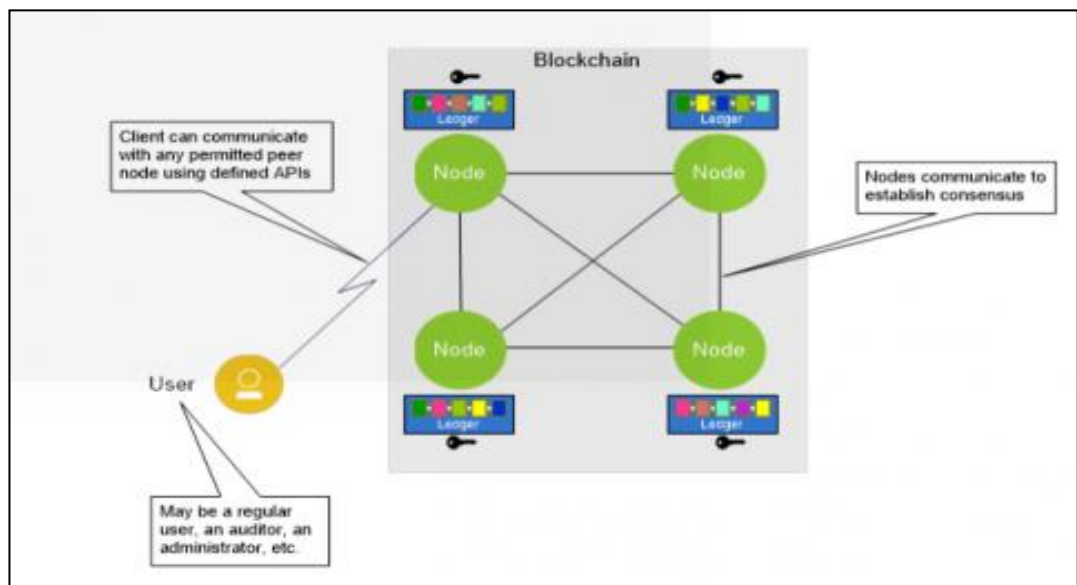 Blockchain
Ledger
Ledger
Client can communicate
with any permitted peer
node using defined APIs
Node
Node
Nodes communicate to
establish consensus
Node
Node
User
Ledger
Ledger
May be a regular
user, an auditor, an
administrator, etc.